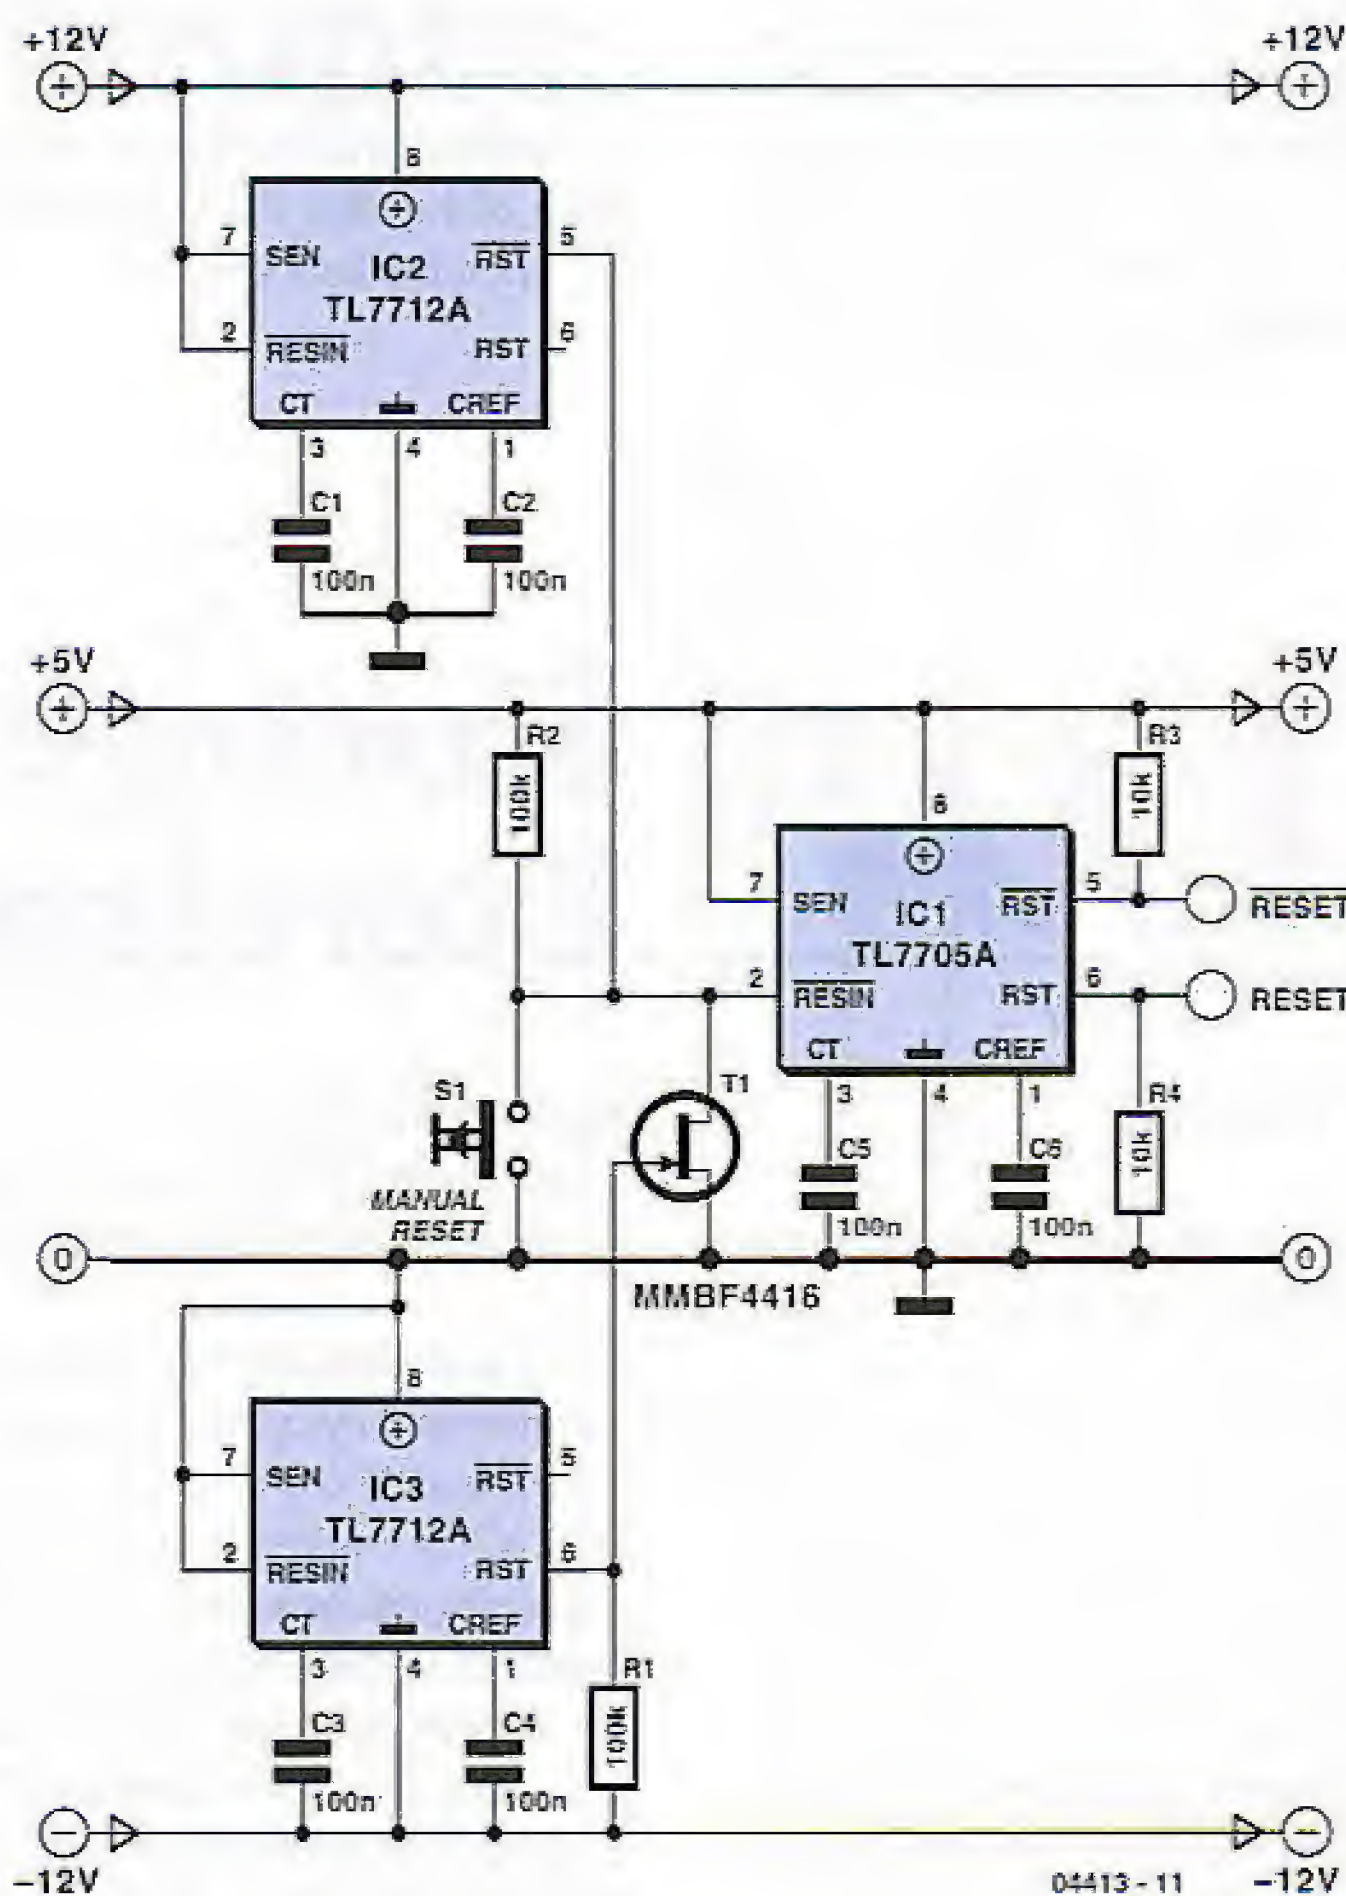 +12V
+12V
8
7
SEN
IC2
RST
5
TL7712A
2
RESIN
RST
6
CT
CREF
3
4
1
C1
C2
100n
100n
+5V
+5V
R2
R3
100k
10k
8
7
SEN
IC1
RST
5
RESET
TL7705A
2
RESIN
RST
6
RESET
CT
CREF
S1
T1
3
4
1
R4
C5
C6
10k
MANUAL
RESET
100n
100n
0
0
MMBF4416
8
7
SEN
IC3
RST
5
TL7712A
2
RESIN
RST
6
CT
CREF
3
4
1
R1
C3
C4
100k
100n
100n
-12V
04413 - 11
-12V